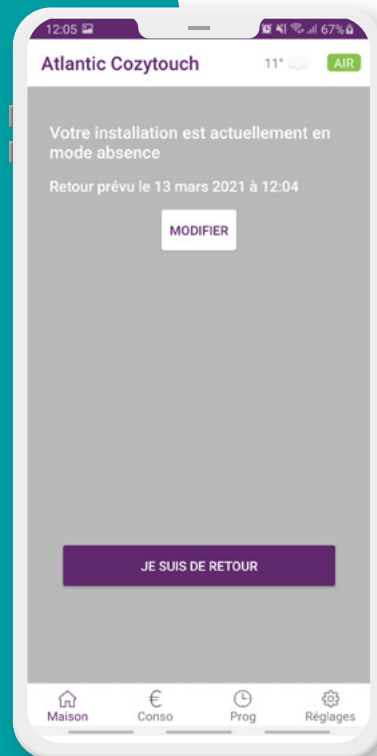 12:05 67%
Atlantic Cozytouch 11° AIR
Votre installation est actuellement en
mode absence
Retour prévu le 13 mars 2021 à 12:04
MODIFIER
JE SUIS DE RETOUR
€
Maison Conso Prog Réglages